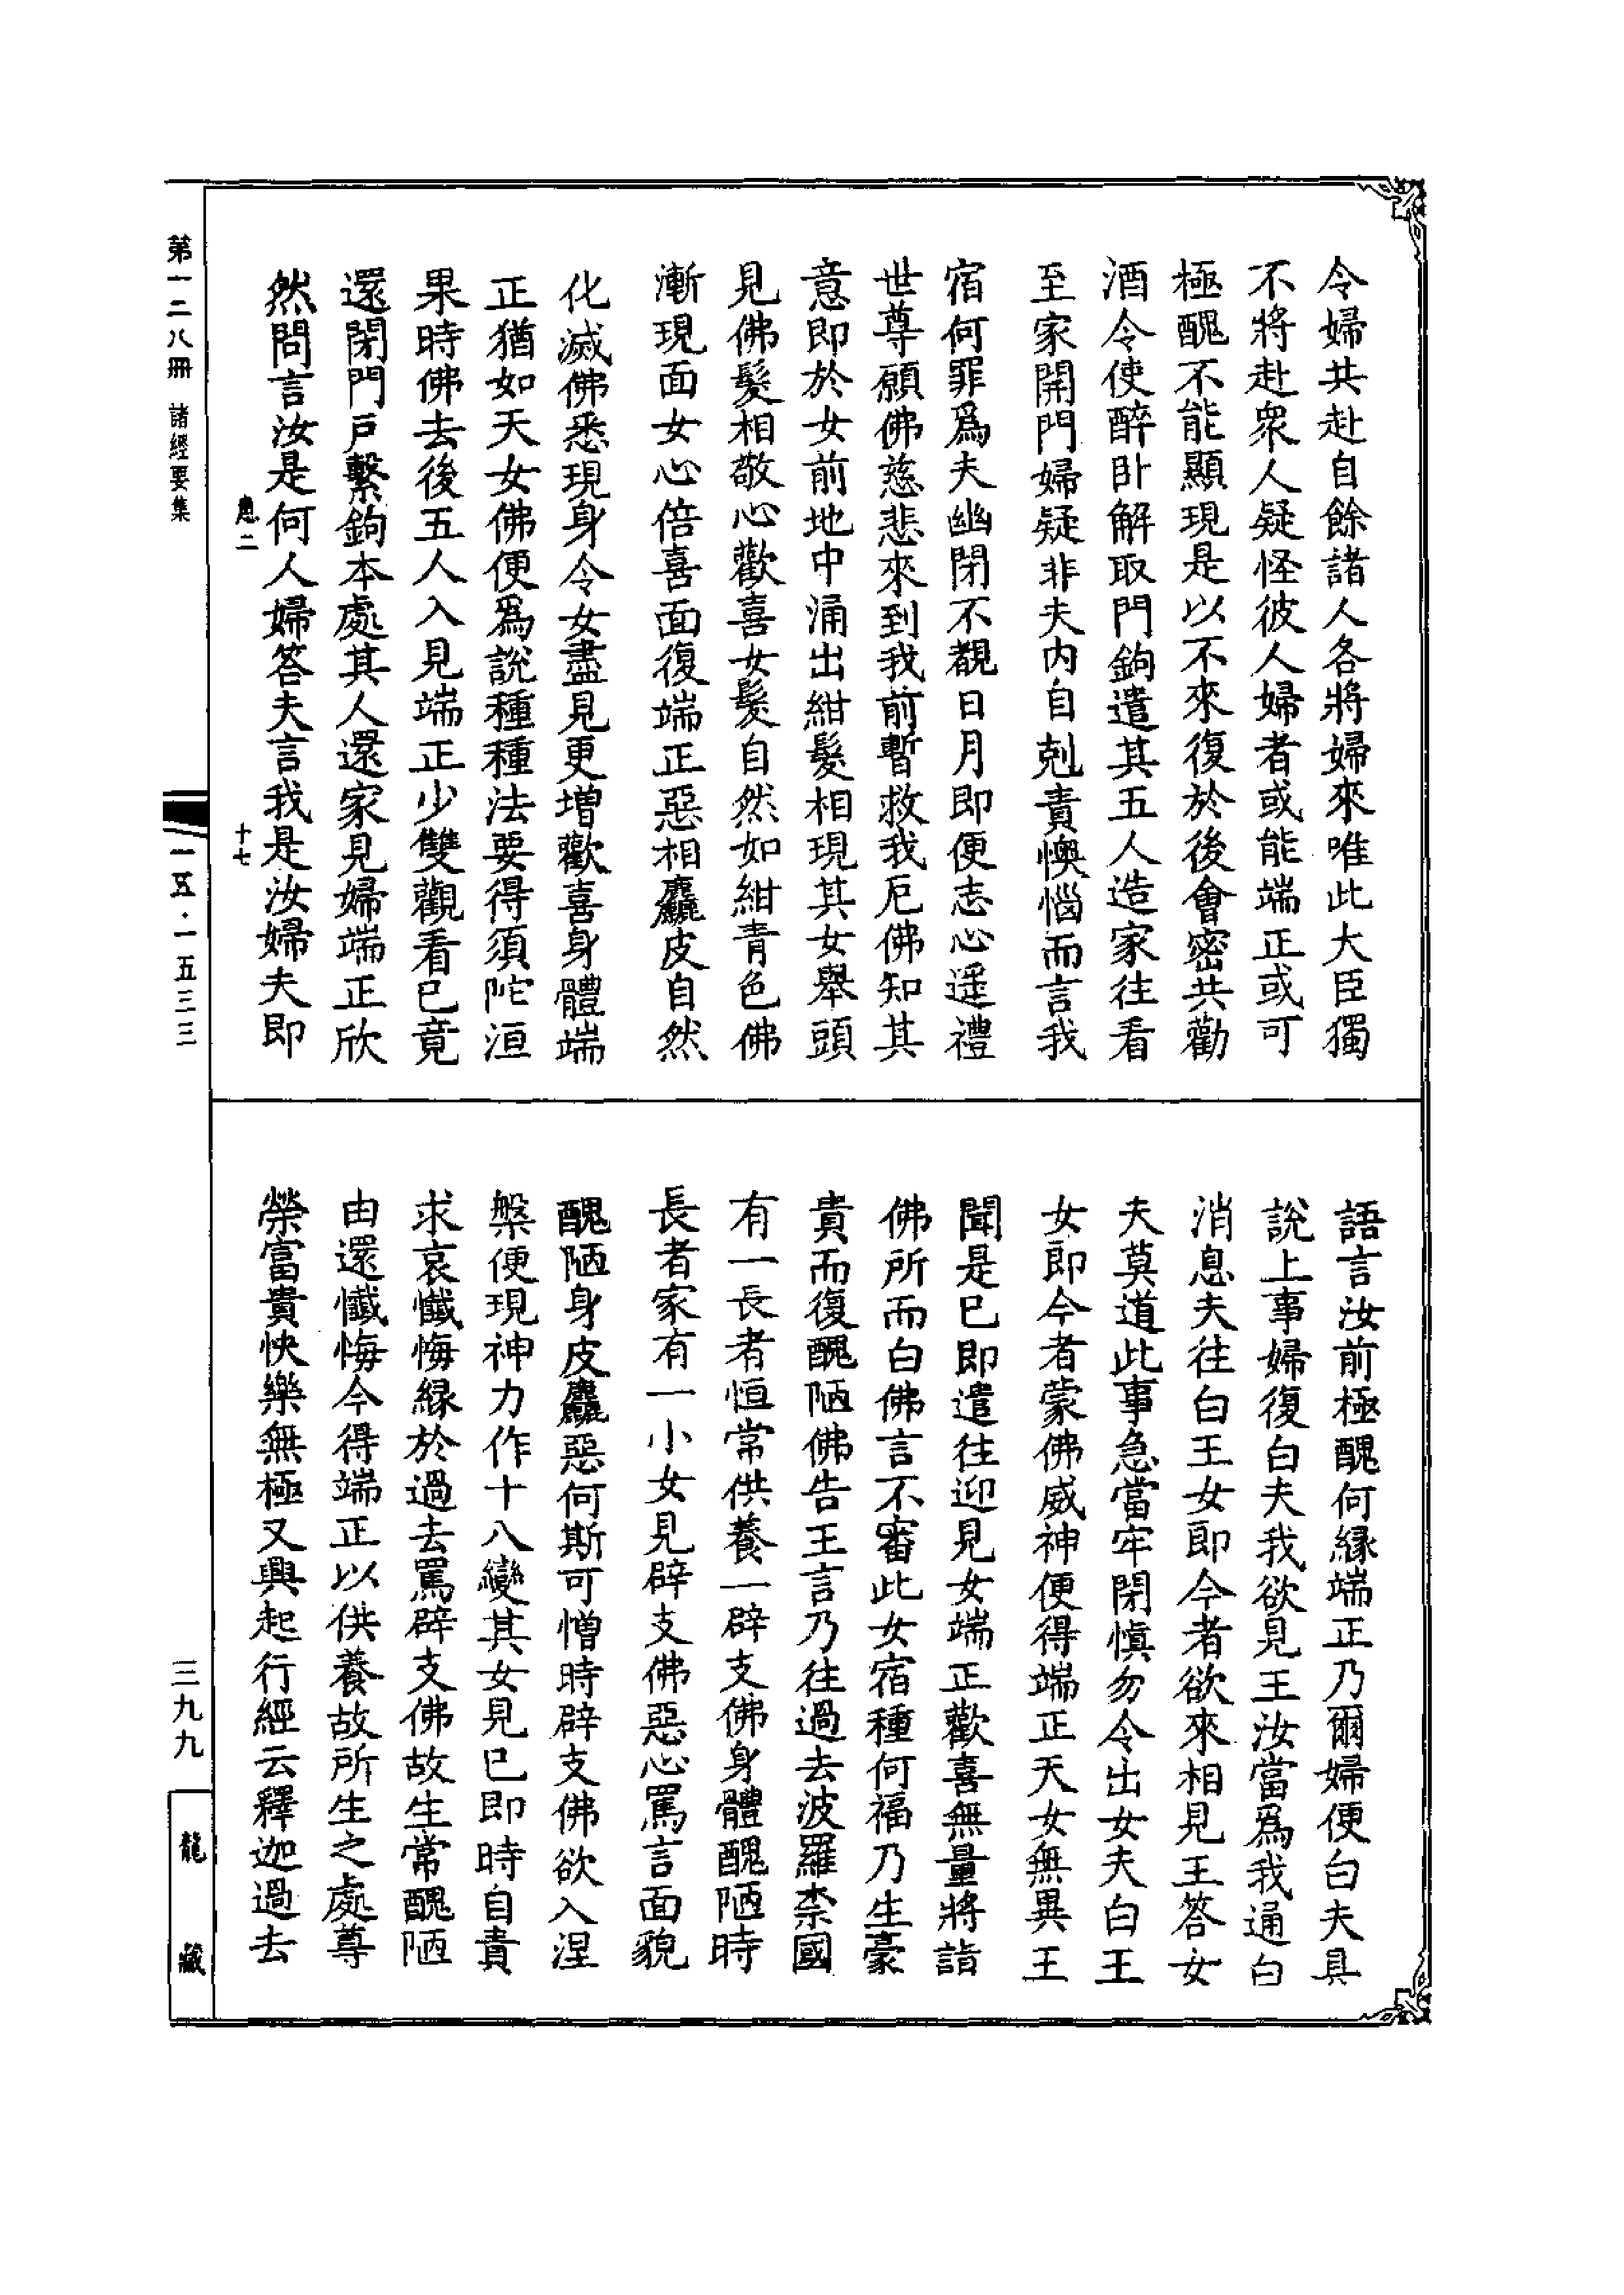 令婦共赴自餘諸人各將婦來唯此大臣獨
不將赴衆人疑怪彼人婦者或能端正或可
極醜不能顯現是以不來復於後會密共勸
酒令使醉卧解取門鉤遣其五人造家往看
至家開門婦疑非夫内自剋責懊惱而言我
宿何罪爲夫幽閉不覩日月即便志心遥禮
世尊願佛慈悲來到我前暫救我厄佛知其
意即於女前地中涌出紺髮相現其女舉頭
見佛髮相敬心歡喜女髮自然如紺青色佛
漸現面女心倍喜面復端正惡相麤皮自然
化滅佛悉現身令女盡見更增歡喜身體端
正猶如天女佛便爲説種種法要得須陀洹
果時佛去後五人入見端正少雙觀看已竟
還閉門戸繫鉤本處其人還家見婦端正欣
然問言汝是何人婦答夫言我是汝婦夫即
語言汝前極醜何縁端正乃爾婦便白夫具
說上事婦復白夫我欲見王汝當爲我通白
消息夫往白王女即今者欲來相見王答女
夫莫道此事急當牢閉慎勿令出女夫白王
女即今者蒙佛威神便得端正天女無異王
聞是已即遣往迎見女端正歡喜無量將詣
佛所而白佛言不審此女宿種何福乃生豪
貴而復醜陋佛告王言乃往過去波羅柰國
有一長者恒常供養一辟支佛身體醜陋時
長者家有一小女見辟支佛惡心罵言面貌
醜陋身皮麤惡何斯可憎時辟支佛欲入涅
槃便現神力作十八變其女見已即時自責
求哀懺悔縁於過去罵辟支佛故生常醜陋
由還懺悔今得端正以供養故所生之處尊
榮富貴快樂無極又興起行經云釋迦過去
第一二八冊 諸經要集
二
十七
一五五·一五三三
三九九
龍藏